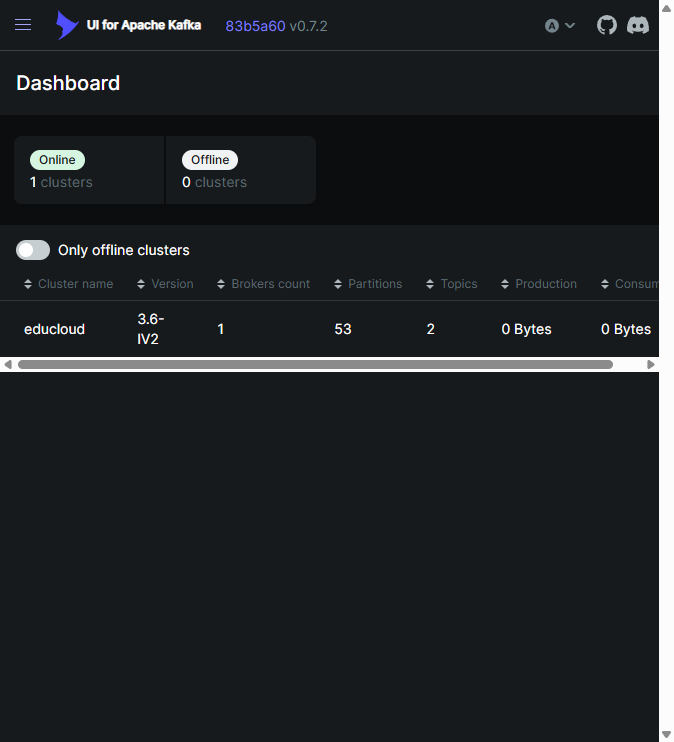 UI for Apache Kafka 83b5a60 v0.7.2 A
Dashboard
Online Offline
1 clusters 0 clusters
Only offline clusters
Cluster name Version Brokers count Partitions Topics Production Consum
educloud 3.6-IV2 1 53 2 0 Bytes 0 Bytes